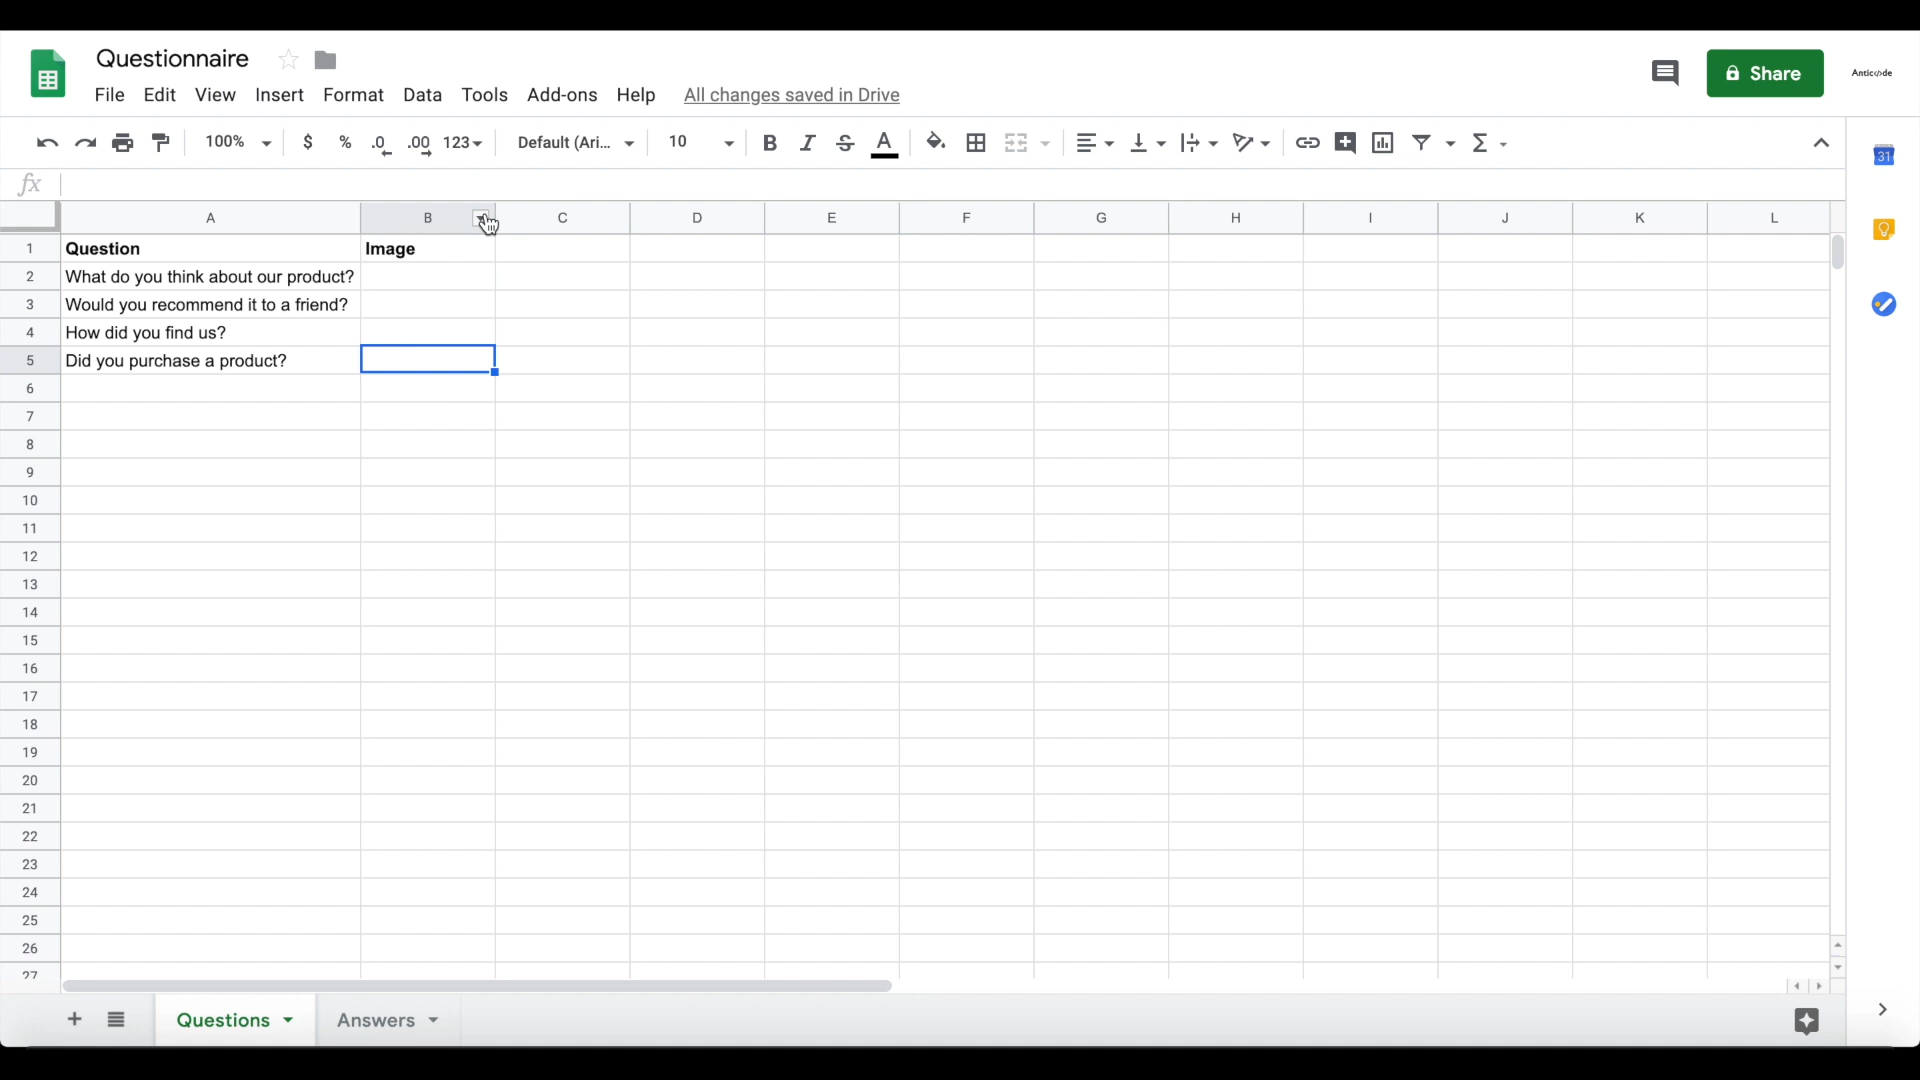 Questionnaire
File Edit View Insert Format Data Tools Add-ons Help All changes saved in Drive
Share
Antic</>de
100% $ % .0 .00 123 Default (Ari... 10 B I S A
31
fx
A B C D E F G H I J K L
1 Question Image
2 What do you think about our product?
3 Would you recommend it to a friend?
4 How did you find us?
5 Did you purchase a product?
6
7
8
9
10
11
12
13
14
15
16
17
18
19
20
21
22
23
24
25
26
27
Questions Answers